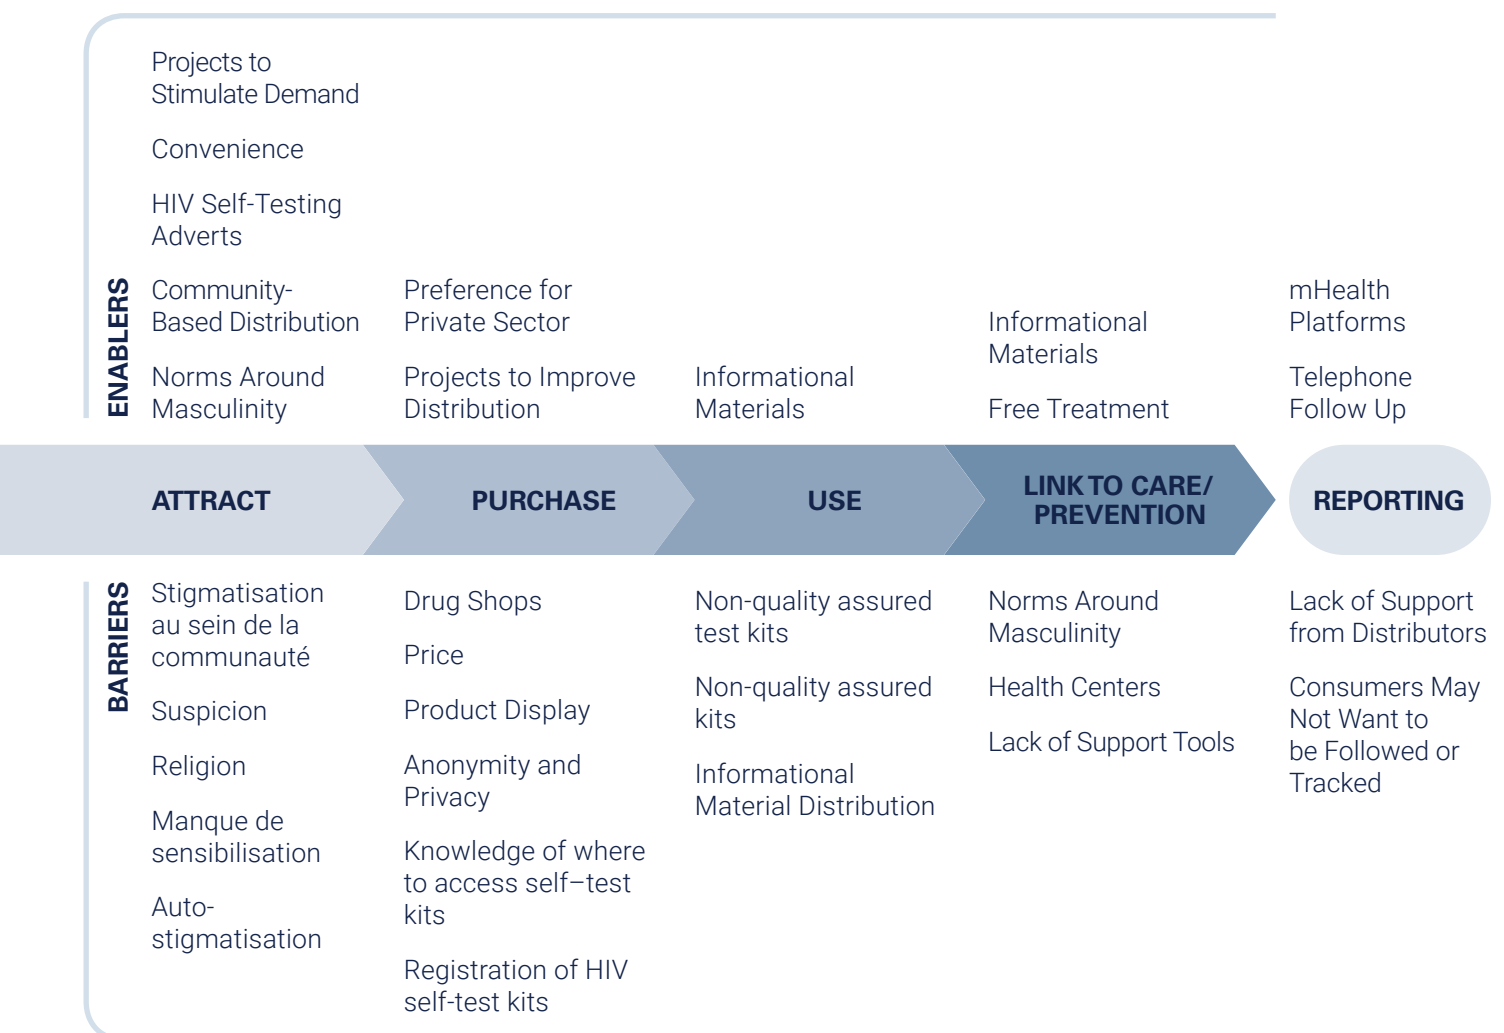 ENABLERS
Projects to
Stimulate Demand
Convenience
HIV Self-Testing
Adverts
Community-
Based Distribution
Norms Around
Masculinity
Preference for
Private Sector
Projects to Improve
Distribution
Informational
Materials
Informational
Materials
Free Treatment
mHealth
Platforms
Telephone
Follow Up
ATTRACT
PURCHASE
USE
LINK TO CARE/
PREVENTION
REPORTING
BARRIERS
Stigmatisation
au sein de la
communauté
Suspicion
Religion
Manque de
sensibilisation
Auto-
stigmatisation
Drug Shops
Price
Product Display
Anonymity and
Privacy
Knowledge of where
to access self–test
kits
Registration of HIV
self-test kits
Non-quality assured
test kits
Non-quality assured
kits
Informational
Material Distribution
Norms Around
Masculinity
Health Centers
Lack of Support Tools
Lack of Support
from Distributors
Consumers May
Not Want to
be Followed or
Tracked